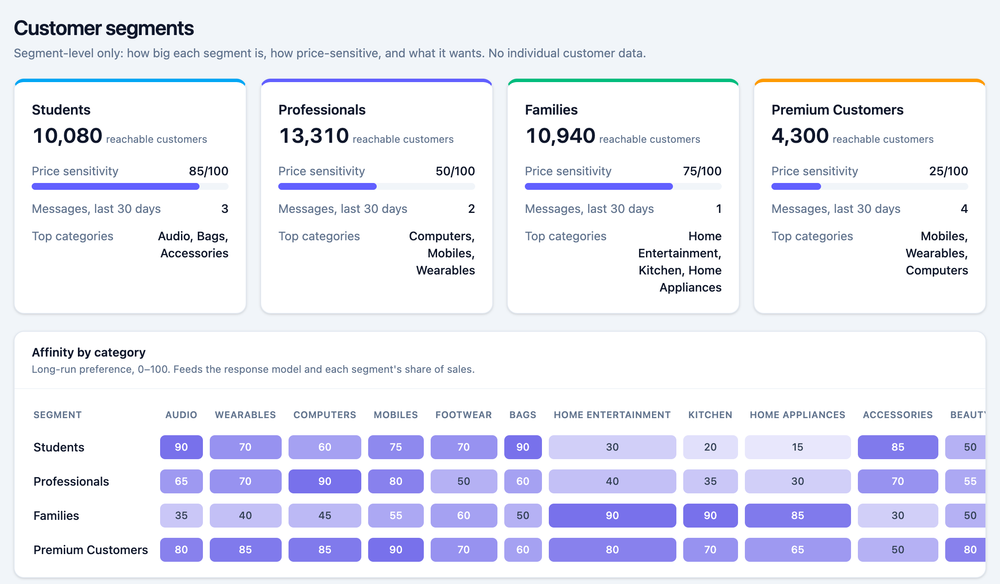 Customer segments
Segment-level only: how big each segment is, how price-sensitive, and what it wants. No individual customer data.
Students
10,080 reachable customers
Price sensitivity 85/100
Messages, last 30 days 3
Top categories Audio, Bags,
Accessories
Professionals
13,310 reachable customers
Price sensitivity 50/100
Messages, last 30 days 2
Top categories Computers,
Mobiles,
Wearables
Families
10,940 reachable customers
Price sensitivity 75/100
Messages, last 30 days 1
Top categories Home
Entertainment,
Kitchen, Home
Appliances
Premium Customers
4,300 reachable customers
Price sensitivity 25/100
Messages, last 30 days 4
Top categories Mobiles,
Wearables,
Computers
Affinity by category
Long-run preference, 0–100. Feeds the response model and each segment's share of sales.
SEGMENT AUDIO WEARABLES COMPUTERS MOBILES FOOTWEAR BAGS HOME ENTERTAINMENT KITCHEN HOME APPLIANCES ACCESSORIES BEAUTY
Students 90 70 60 75 70 90 30 20 15 85 50
Professionals 65 70 90 80 50 60 40 35 30 70 55
Families 35 40 45 55 60 50 90 90 85 30 50
Premium Customers 80 85 85 90 70 60 80 70 65 50 80